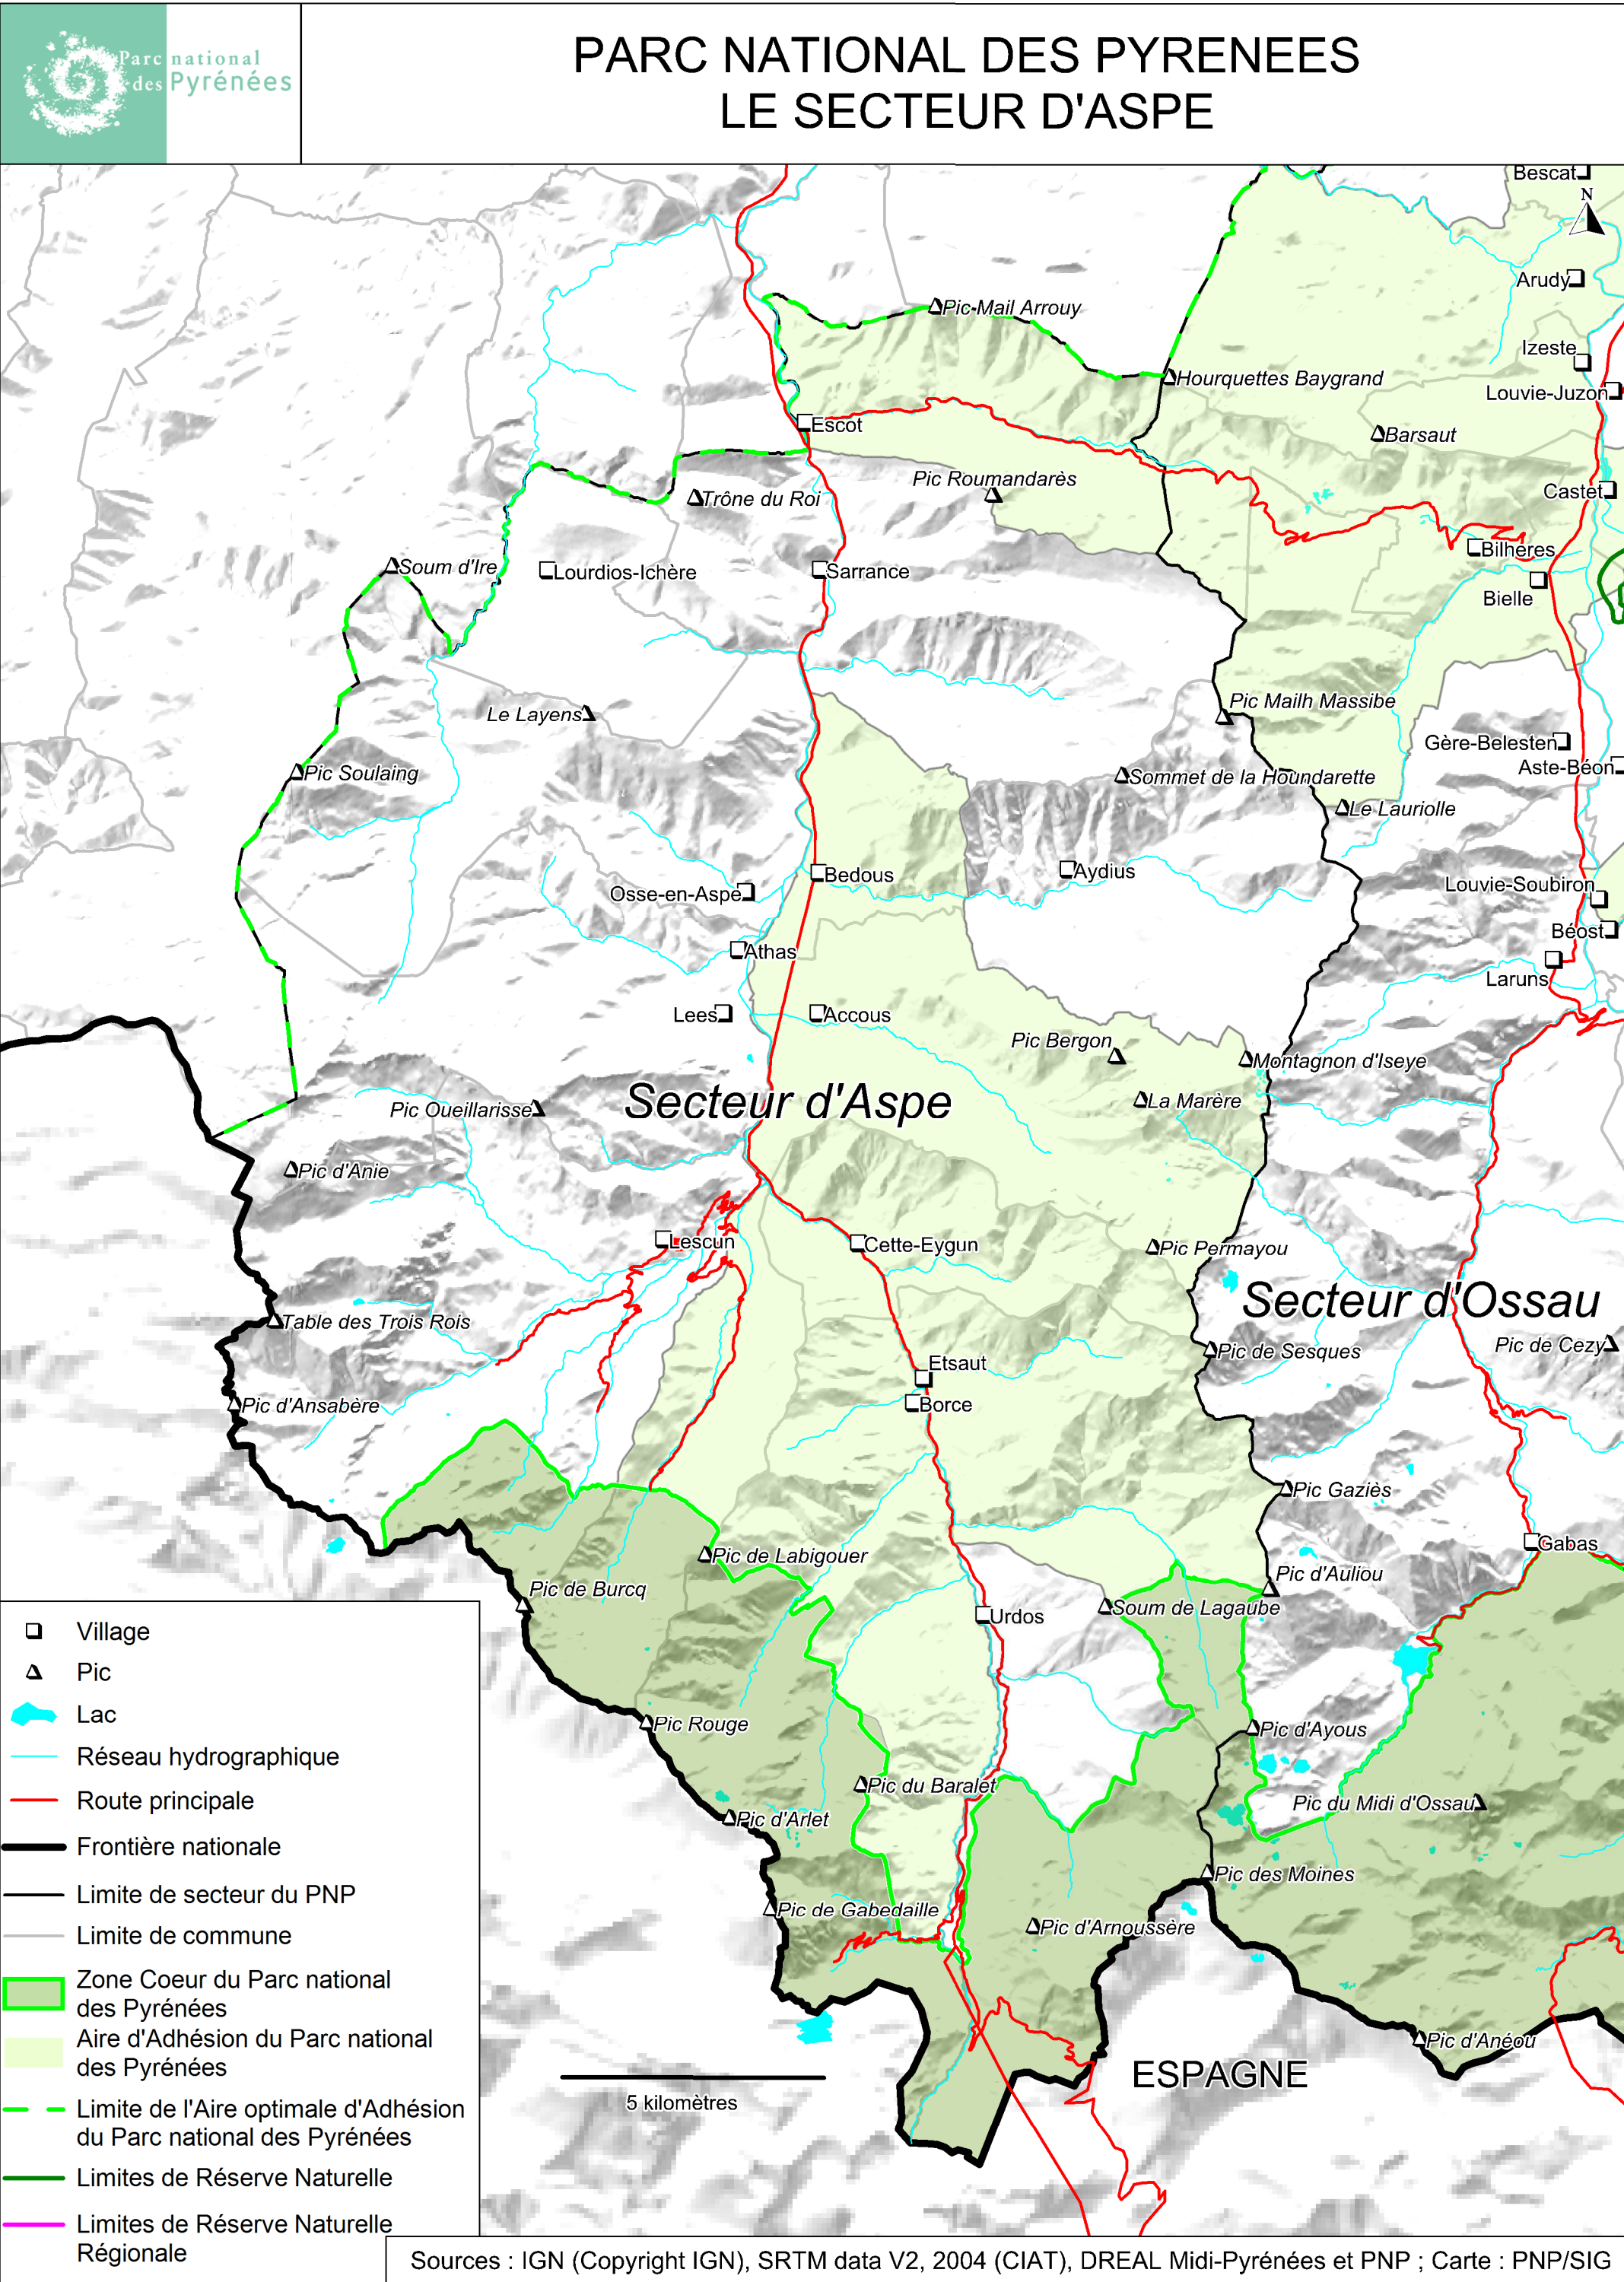 Parc national
des Pyrénées
PARC NATIONAL DES PYRENEES
LE SECTEUR D'ASPE
Bescat
N
Arudy
Pic Mail Arrouy
Izeste
Hourquettes Baygrand
Louvie-Juzon
Escot
Barsaut
Pic Roumandarès
Castet
Trône du Roi
Bilheres
Soum d'Ire
Lourdios-Ichère
Sarrance
Bielle
Pic Mailh Massibe
Le Layens
Gère-Belesten
Aste-Béon
Pic Soulaing
Sommet de la Houndarette
Le Lauriolle
Bedous
Aydius
Osse-en-Aspe
Louvie-Soubiron
Béost
Athas
Laruns
Lees
Accous
Pic Bergon
Montagnon d'Iseye
Secteur d'Aspe
La Marère
Pic Oueillarisse
Pic d'Anie
Lescun
Cette-Eygun
Pic Permayou
Secteur d'Ossau
Table des Trois Rois
Pic de Sesques
Pic de Cezy
Etsaut
Pic d'Ansabère
Borce
Pic Gaziès
Gabas
Pic de Labigouer
Pic d'Auliou
Pic de Burcq
Soum de Lagaube
Urdos
Pic Rouge
Pic d'Ayous
Pic du Baralet
Pic du Midi d'Ossau
Pic d'Arlet
Pic des Moines
Pic de Gabedaille
Pic d'Arnoussère
Pic d'Anéou
ESPAGNE
5 kilomètres
Village
Pic
Lac
Réseau hydrographique
Route principale
Frontière nationale
Limite de secteur du PNP
Limite de commune
Zone Coeur du Parc national
des Pyrénées
Aire d'Adhésion du Parc national
des Pyrénées
Limite de l'Aire optimale d'Adhésion
du Parc national des Pyrénées
Limites de Réserve Naturelle
Limites de Réserve Naturelle
Régionale
Sources : IGN (Copyright IGN), SRTM data V2, 2004 (CIAT), DREAL Midi-Pyrénées et PNP ; Carte : PNP/SIG